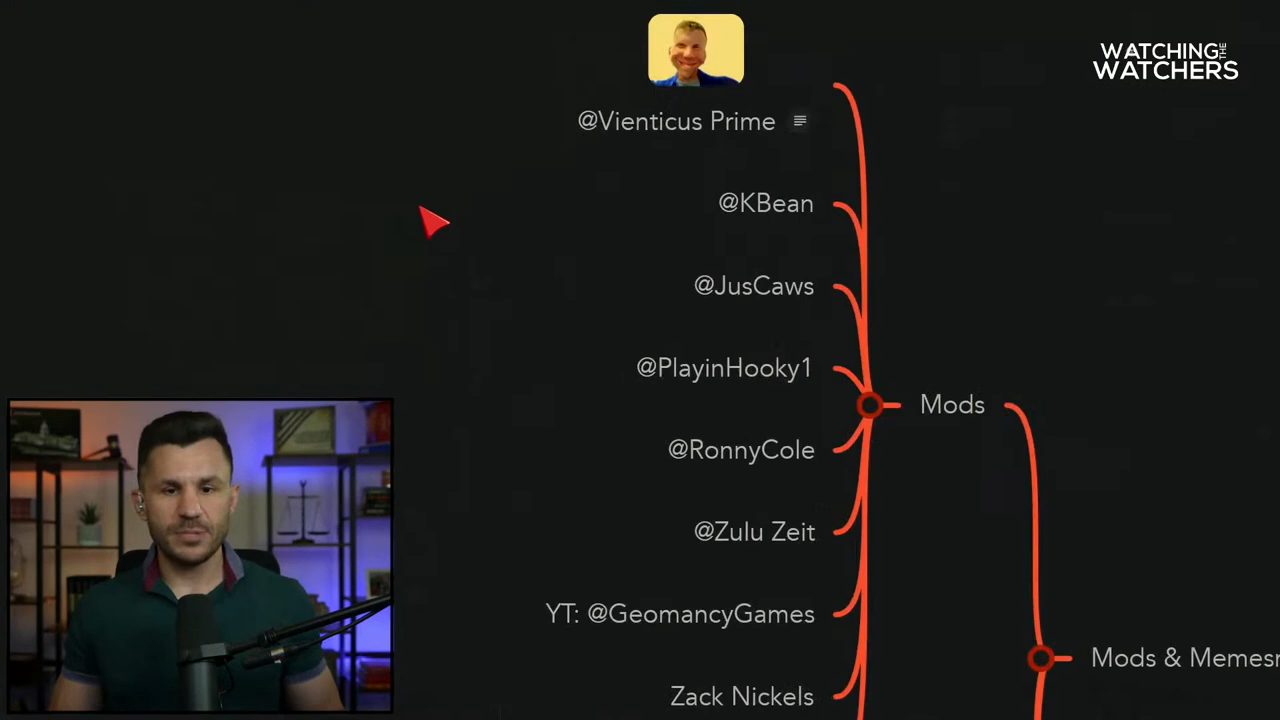 WATCHING THE
WATCHERS
@Vienticus Prime
@KBean
@JusCaws
@PlayinHooky1
Mods
@RonnyCole
@Zulu Zeit
YT: @GeomancyGames
Mods & Memes
Zack Nickels